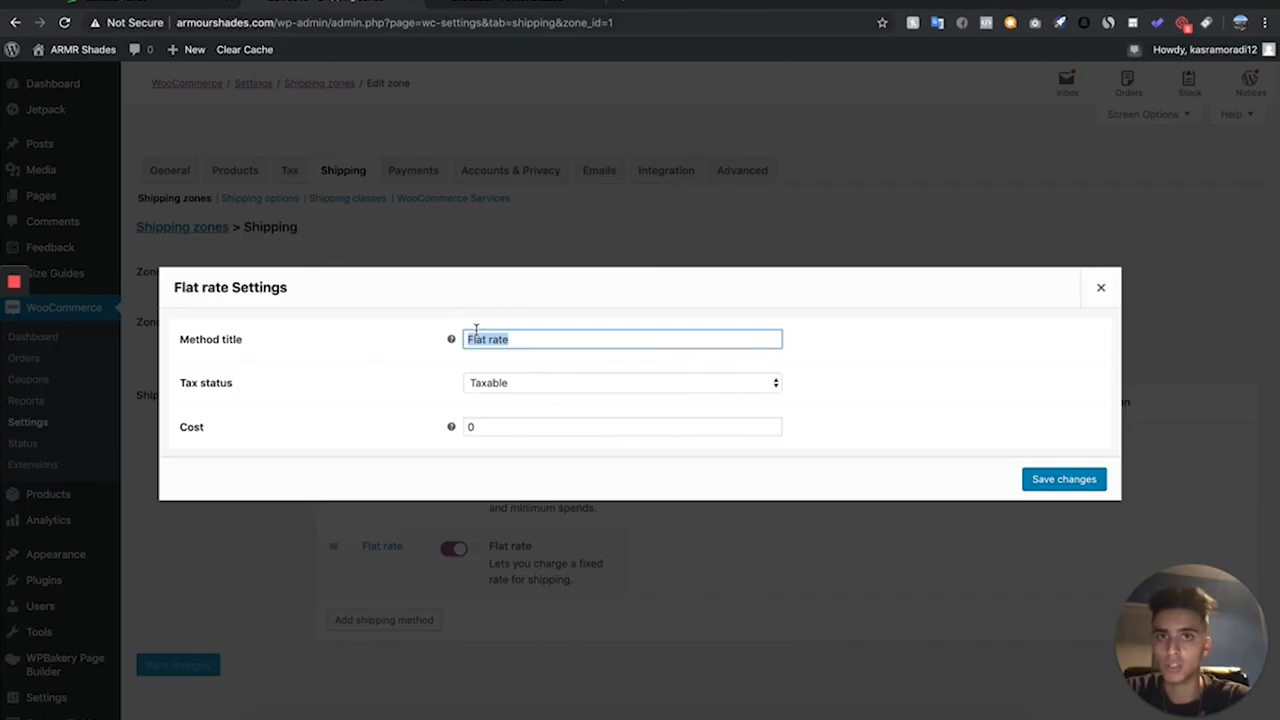 Not Secure armourshades.com/wp-admin/admin.php?page=wc-settings&tab=shipping&zone_id=1
ARMR Shades 0 New Clear Cache Howdy, kasramoradi12
Dashboard
Jetpack
Posts
Media
Pages
Comments
Feedback
Size Guides
WooCommerce
Dashboard
Orders
Coupons
Reports
Settings
Status
Extensions
Products
Analytics
Appearance
Plugins
Users
Tools
WPBakery Page
Builder
Settings
WooCommerce / Settings / Shipping zones / Edit zone
Inbox Orders Stock Notices
Screen Options Help
General Products Tax Shipping Payments Accounts & Privacy Emails Integration Advanced
Shipping zones | Shipping options | Shipping classes | WooCommerce Services
Shipping zones > Shipping
Flat rate Settings
Method title Flat rate
Tax status Taxable
Cost 0
Save changes
and minimum spends.
Flat rate Flat rate
Lets you charge a fixed
rate for shipping.
Add shipping method
Save changes